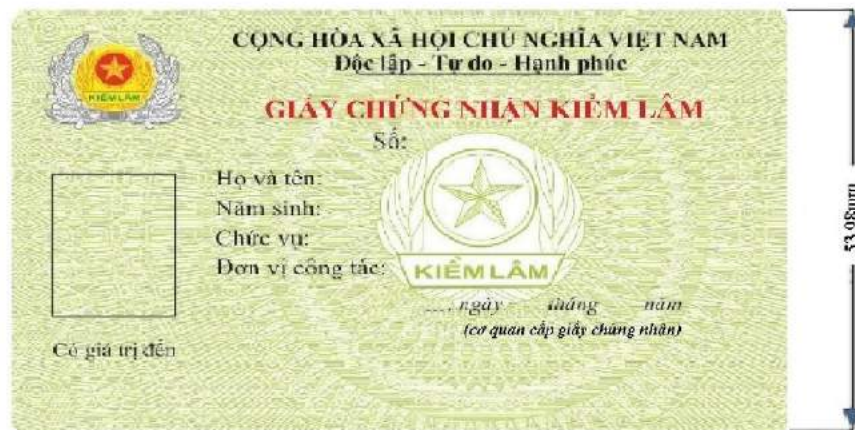 CỘNG HÒA XÃ HỘI CHỦ NGHĨA VIỆT NAM
Độc lập - Tự do - Hạnh phúc
KIỂM LÂM
GIẤY CHỨNG NHẬN KIỂM LÂM
Số:
Họ và tên:
Năm sinh:
Chức vụ:
Đơn vị công tác:
KIỂM LÂM
....ngày tháng năm
(cơ quan cấp giấy chứng nhận)
Có giá trị đến
53.98mm